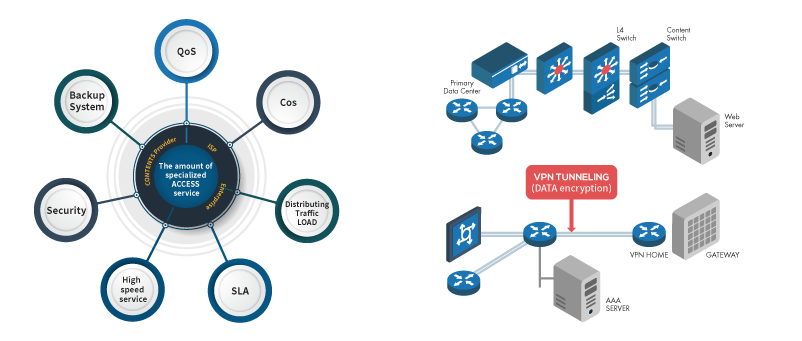 QoS
Cos
Distributing
Traffic
LOAD
SLA
High
speed
service
Security
Backup
System
CONTENTS Provider
ISP
Enterprise
The amount of
specialized
ACCESS
service
L4
Switch
Content
Switch
Primary
Data Center
Web
Server
VPN TUNNELING
(DATA encryption)
VPN HOME
GATEWAY
AAA
SERVER